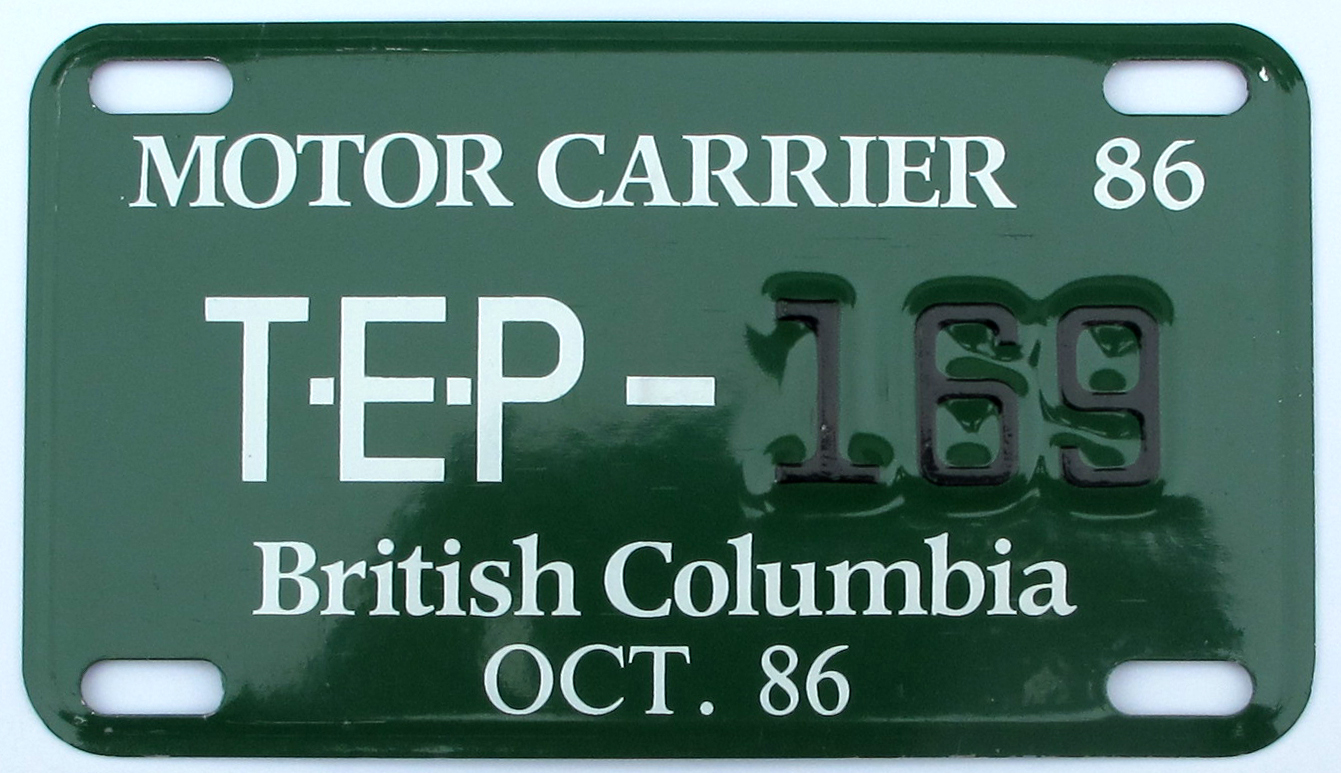 MOTOR CARRIER 86
T·E·P - 169
British Columbia
OCT. 86